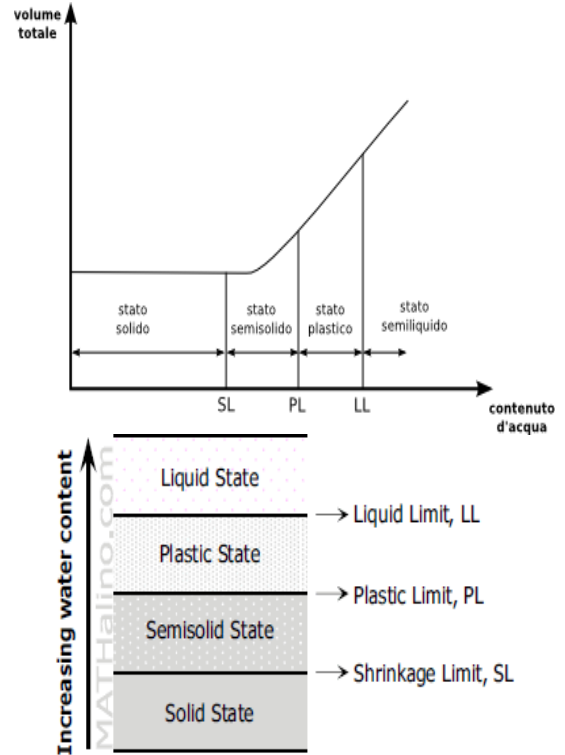 volume
totale
stato
solido
stato
semisolido
stato
plastico
stato
semiliquido
SL
PL
LL
contenuto
d'acqua
Increasing water content
MATHalino.com
Liquid State
Liquid Limit, LL
Plastic State
Plastic Limit, PL
Semisolid State
Shrinkage Limit, SL
Solid State